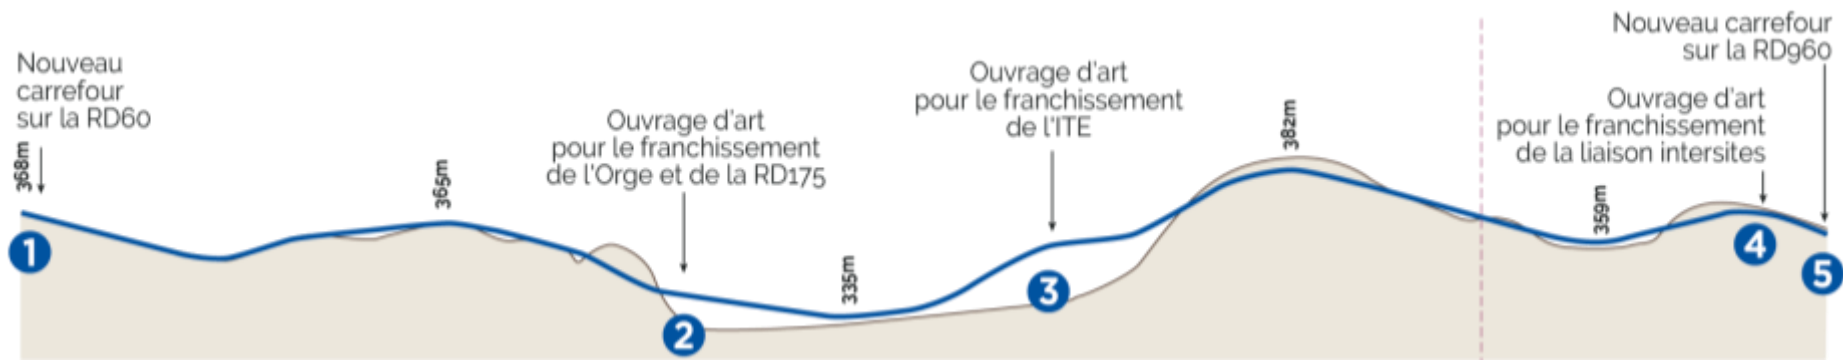 Nouveau
carrefour
sur la RD60
368m
1
365m
Ouvrage d'art
pour le franchissement
de l'Orge et de la RD175
2
335m
Ouvrage d'art
pour le franchissement
de l'ITE
3
382m
Nouveau carrefour
sur la RD960
Ouvrage d'art
pour le franchissement
de la liaison intersites
359m
4
5